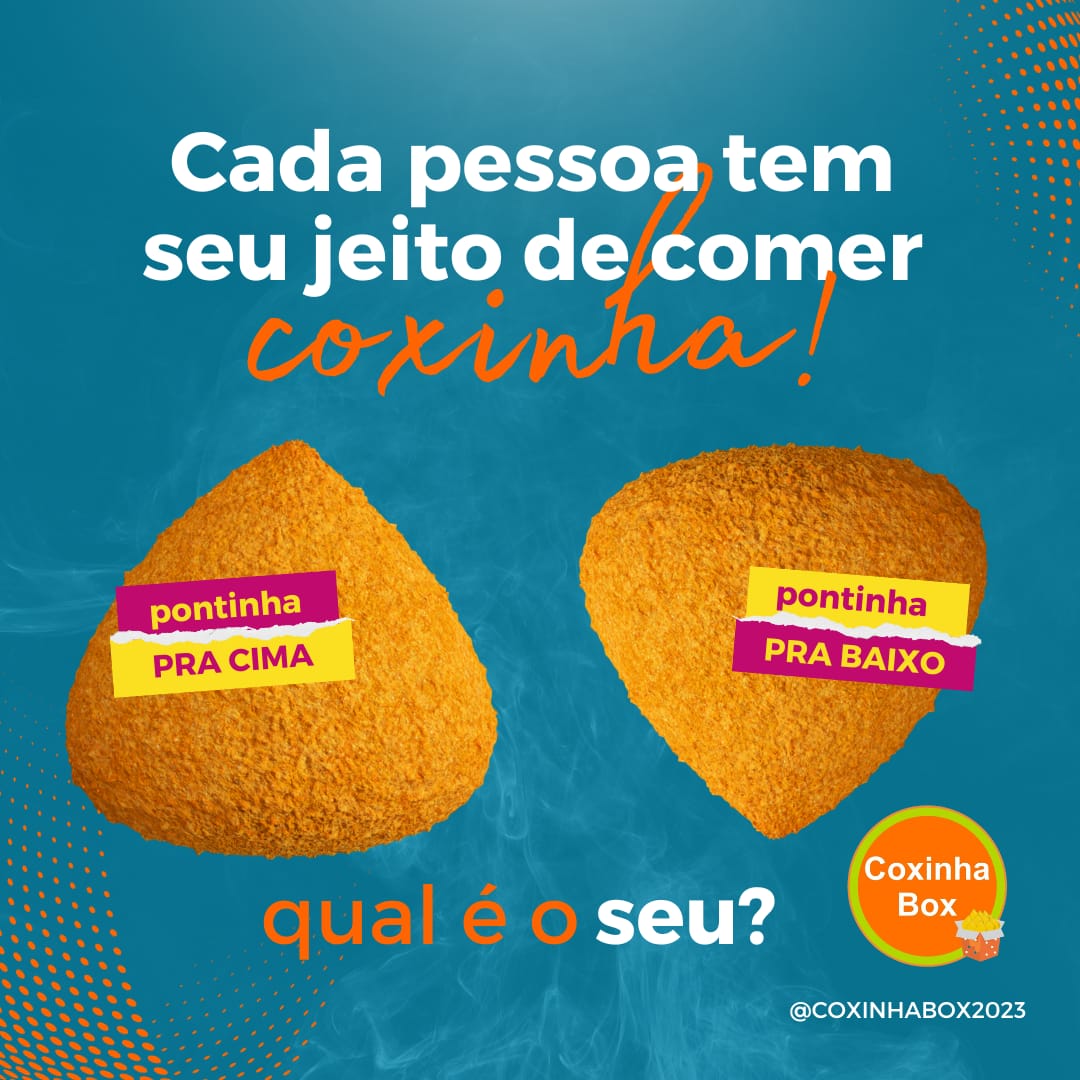 Cada pessoa tem
seu jeito de comer
coxinha!
pontinha
PRA CIMA
pontinha
PRA BAIXO
qual é o seu?
Coxinha
Box
@COXINHABOX2023